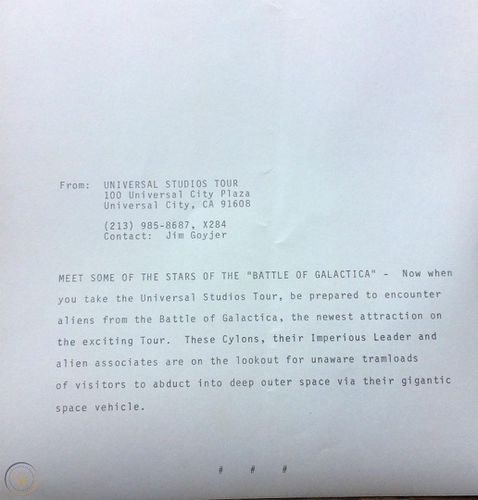 From: UNIVERSAL STUDIOS TOUR
100 Universal City Plaza
Universal City, CA 91608
(213) 985-8687, X284
Contact: Jim Goyjer
MEET SOME OF THE STARS OF THE "BATTLE OF GALACTICA" - Now when
you take the Universal Studios Tour, be prepared to encounter
aliens from the Battle of Galactica, the newest attraction on
the exciting Tour. These Cylons, their Imperious Leader and
alien associates are on the lookout for unaware tramloads
of visitors to abduct into deep outer space via their gigantic
space vehicle.
# # #